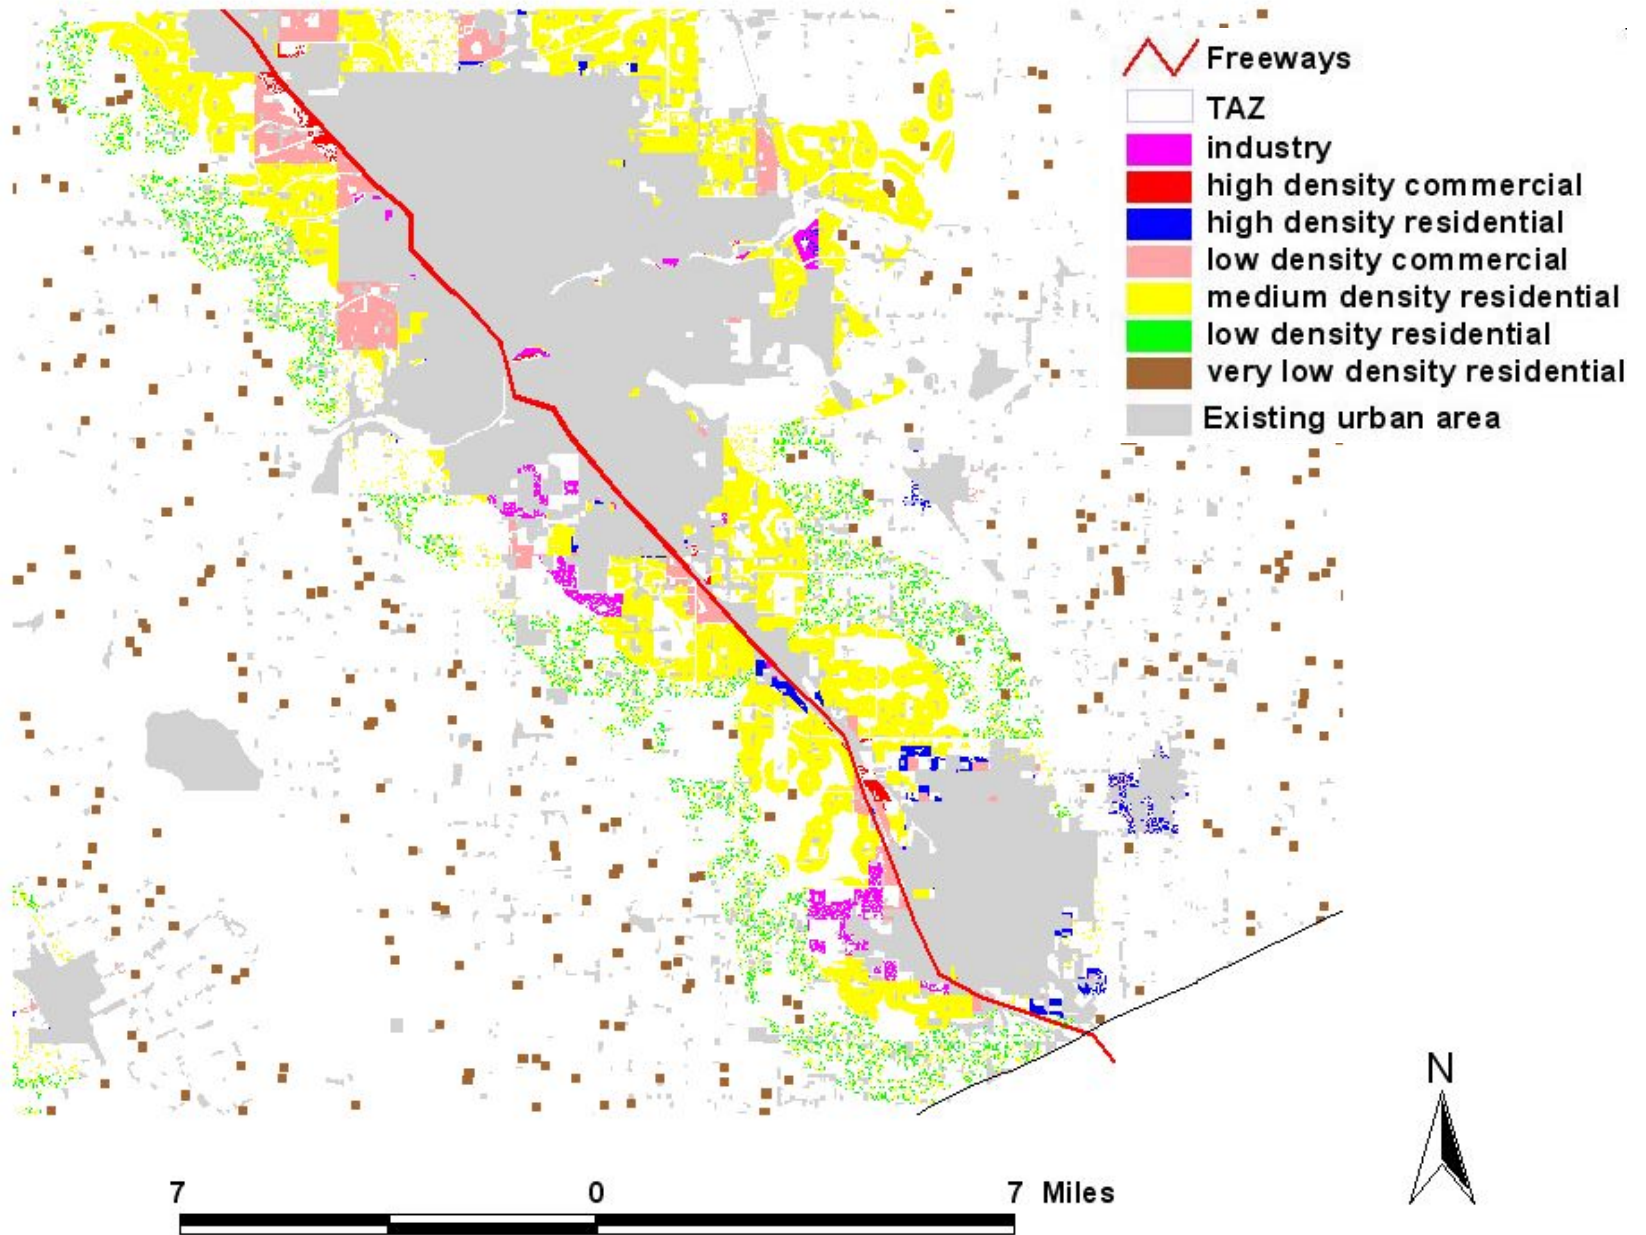 Freeways
TAZ
industry
high density commercial
high density residential
low density commercial
medium density residential
low density residential
very low density residential
Existing urban area
N
7 0 7 Miles